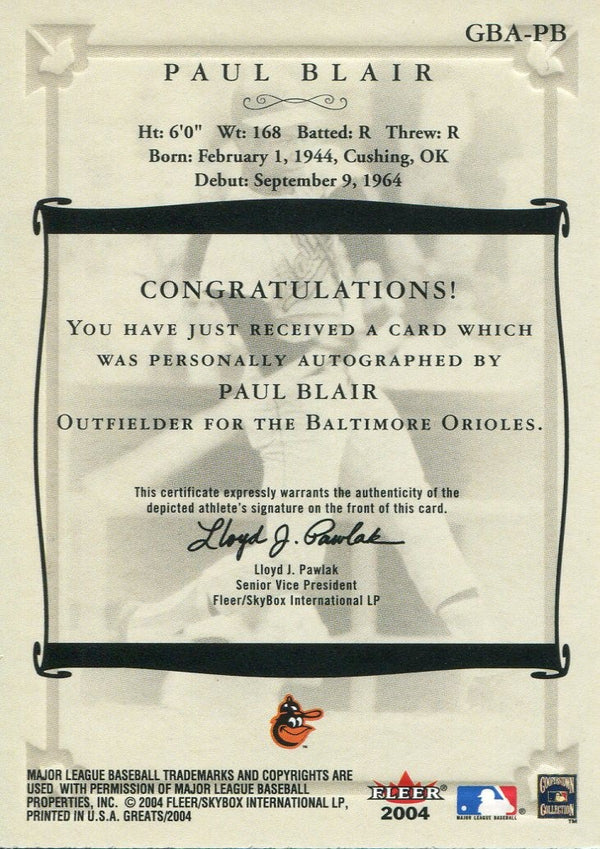 GBA-PB
PAUL BLAIR
Ht: 6'0" Wt: 168 Batted: R Threw: R
Born: February 1, 1944, Cushing, OK
Debut: September 9, 1964
CONGRATULATIONS!
YOU HAVE JUST RECEIVED A CARD WHICH
WAS PERSONALLY AUTOGRAPHED BY
PAUL BLAIR
OUTFIELDER FOR THE BALTIMORE ORIOLES.
This certificate expressly warrants the authenticity of the
depicted athlete's signature on the front of this card.
Lloyd J. Pawlak
Lloyd J. Pawlak
Senior Vice President
Fleer/SkyBox International LP
MAJOR LEAGUE BASEBALL TRADEMARKS AND COPYRIGHTS ARE
USED WITH PERMISSION OF MAJOR LEAGUE BASEBALL
PROPERTIES, INC. © 2004 FLEER/SKYBOX INTERNATIONAL LP,
PRINTED IN U.S.A. GREATS/2004
FLEER®
2004
MAJOR LEAGUE BASEBALL®
COOPERSTOWN
COLLECTION
TM